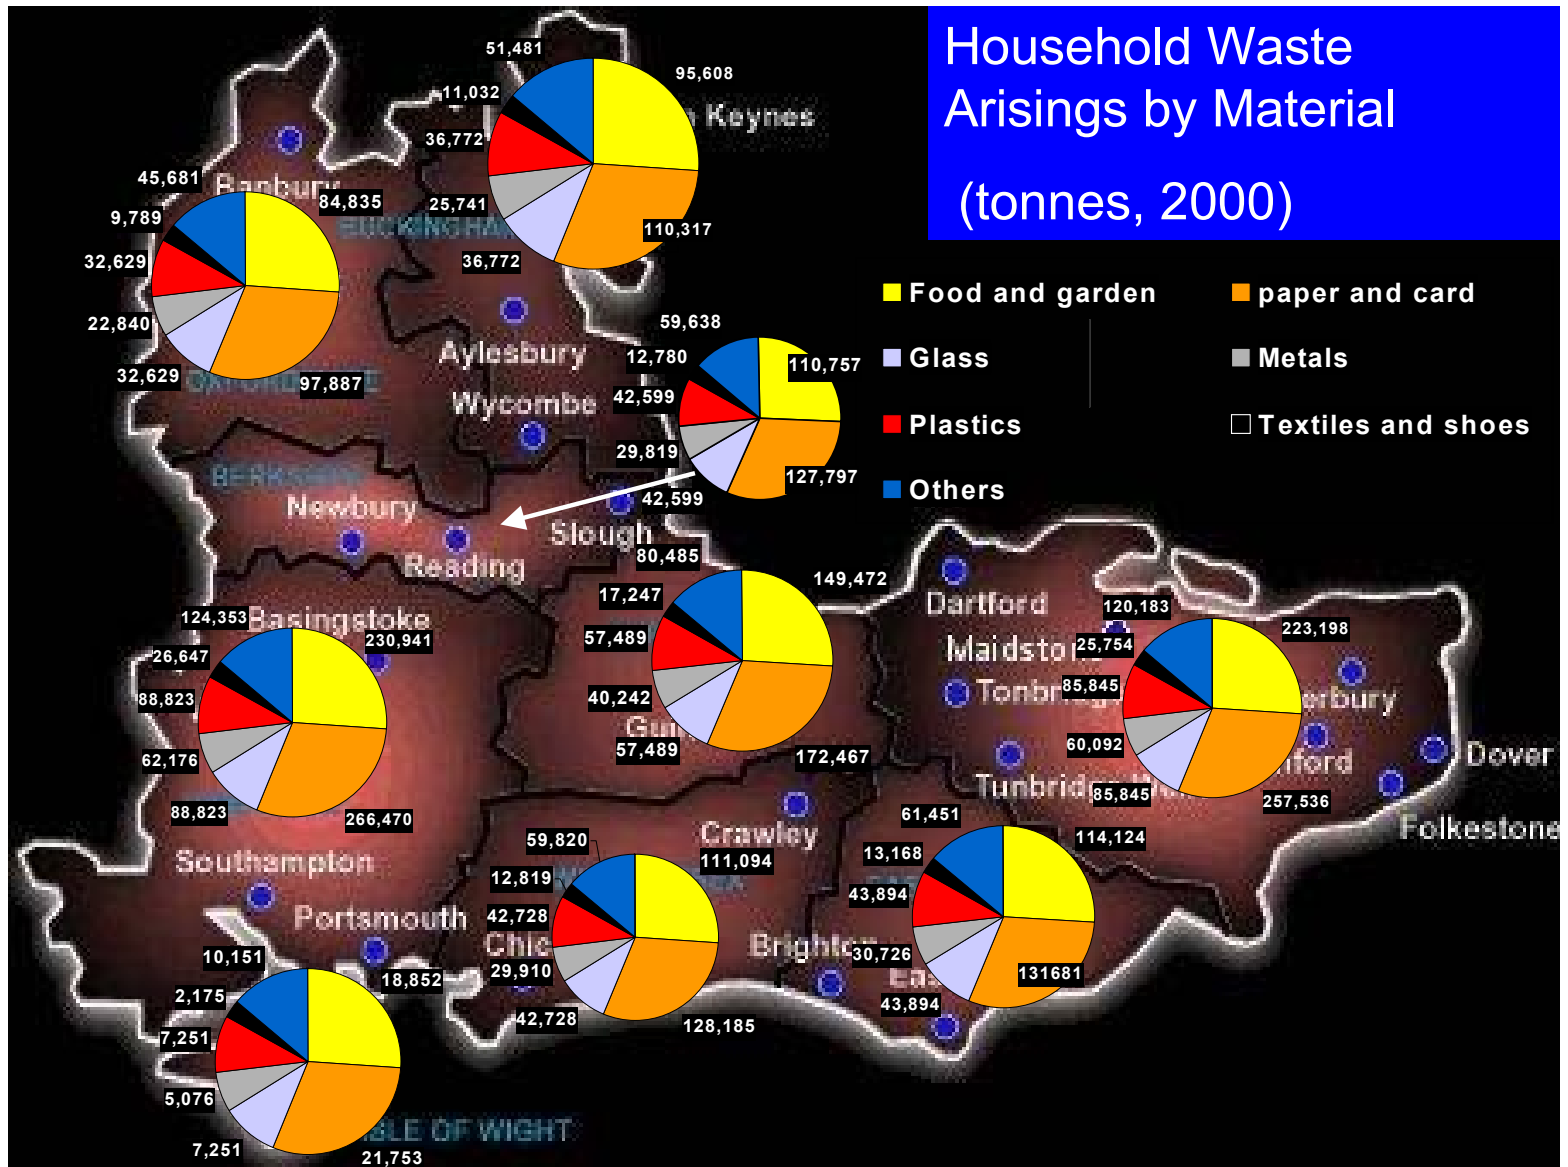 Household Waste
Arisings by Material
(tonnes, 2000)
Food and garden
paper and card
Glass
Metals
Plastics
Textiles and shoes
Others
51,481
95,608
11,032
Keynes
36,772
25,741
110,317
36,772
45,681
Banbury
84,835
9,789
32,629
22,840
32,629
97,887
Aylesbury
Wycombe
59,638
12,780
110,757
42,599
29,819
127,797
42,599
BERKSHIRE
Newbury
Reading
Slough
80,485
149,472
17,247
57,489
40,242
57,489
172,467
124,353
Basingstoke
230,941
26,647
88,823
62,176
88,823
266,470
Dartford
120,183
Maidstone
25,754
223,198
85,845
60,092
85,845
257,536
Dover
Folkestone
Southampton
Portsmouth
59,820
Crawley
111,094
12,819
42,728
29,910
42,728
128,185
Brighton
61,451
114,124
13,168
43,894
30,726
131681
43,894
10,151
18,852
2,175
7,251
5,076
7,251
21,753
ISLE OF WIGHT